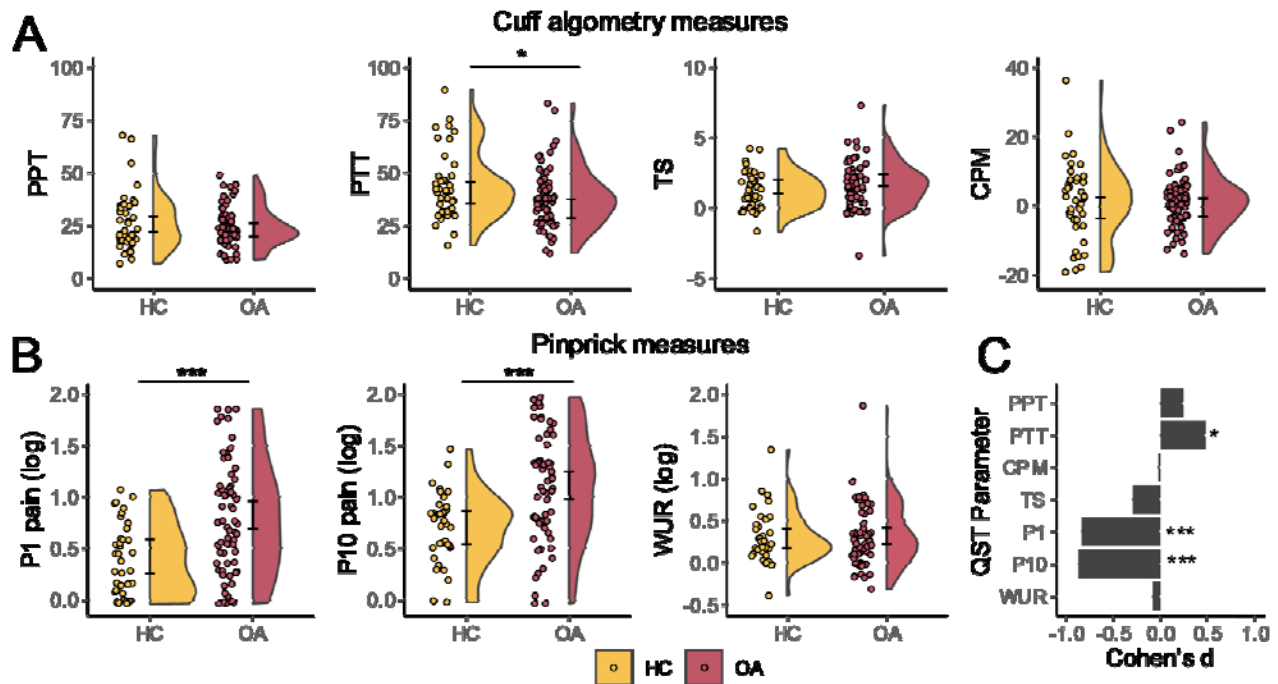 A
Cuff algometry measures
PPT
100
75
50
25
0
HC
OA
PTT
100
75
50
25
0
*
HC
OA
TS
10
5
0
-5
HC
OA
CPM
40
20
0
-20
HC
OA
B
Pinprick measures
P1 pain (log)
2.0
1.5
1.0
0.5
0.0
***
HC
OA
P10 pain (log)
2.0
1.5
1.0
0.5
0.0
***
HC
OA
WUR (log)
2.0
1.5
1.0
0.5
0.0
-0.5
HC
OA
C
QST Parameter
PPT
PTT *
CPM
TS
P1 ***
P10 ***
WUR
-1.0 -0.5 0.0 0.5 1.0
Cohen's d
HC OA